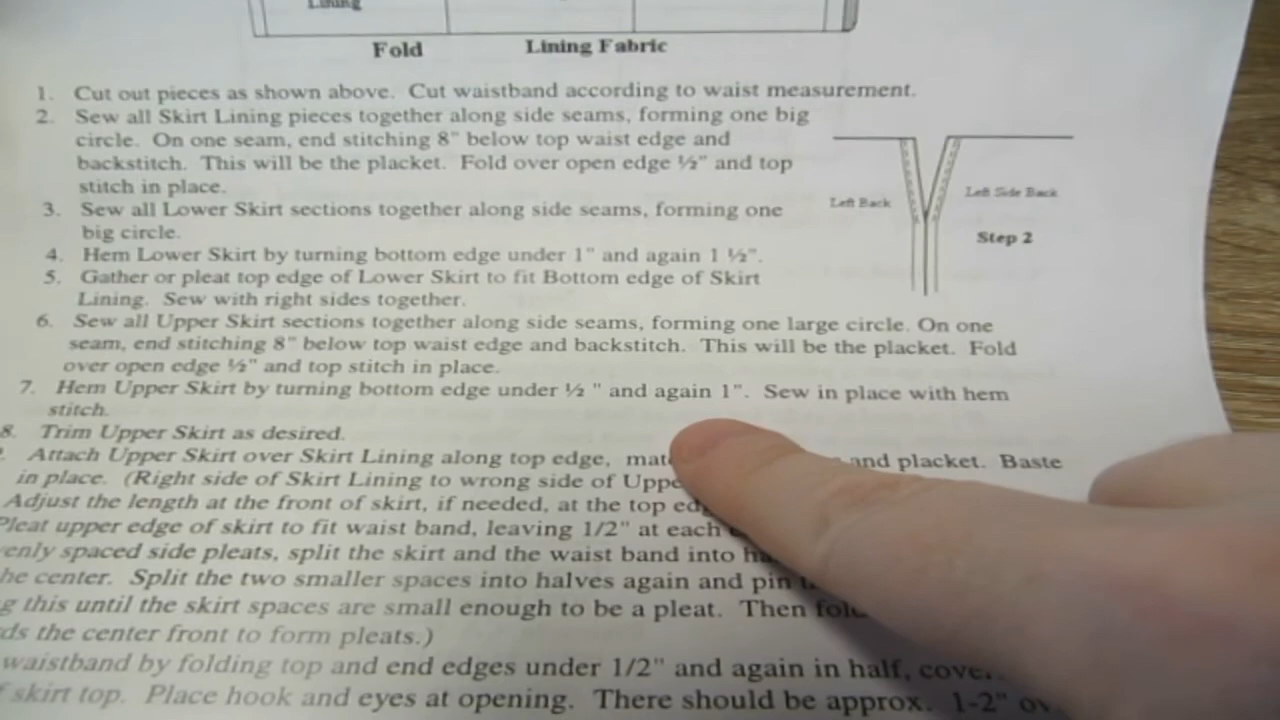 Lining
Fold
Lining Fabric
1. Cut out pieces as shown above. Cut waistband according to waist measurement.
2. Sew all Skirt Lining pieces together along side seams, forming one big
circle. On one seam, end stitching 8" below top waist edge and
backstitch. This will be the placket. Fold over open edge ½" and top
stitch in place.
Left Back
Left Side Back
Step 2
3. Sew all Lower Skirt sections together along side seams, forming one
big circle.
4. Hem Lower Skirt by turning bottom edge under 1" and again 1 ½".
5. Gather or pleat top edge of Lower Skirt to fit Bottom edge of Skirt
Lining. Sew with right sides together.
6. Sew all Upper Skirt sections together along side seams, forming one large circle. On one
seam, end stitching 8" below top waist edge and backstitch. This will be the placket. Fold
over open edge ½" and top stitch in place.
7. Hem Upper Skirt by turning bottom edge under ½ " and again 1". Sew in place with hem
stitch.
8. Trim Upper Skirt as desired.
Attach Upper Skirt over Skirt Lining along top edge, and placket. Baste
in place. (Right side of Skirt Lining to wrong side of
Adjust the length at the front of skirt, if needed, at the top
Pleat upper edge of skirt to fit waist band, leaving 1/2" at each
spaced side pleats, split the skirt and the waist band into
the center. Split the two smaller spaces into halves again and pin
this until the skirt spaces are small enough to be a pleat. Then
the center front to form pleats.)
waistband by folding top and end edges under 1/2" and again in half,
skirt top. Place hook and eyes at opening. There should be approx. 1-2"